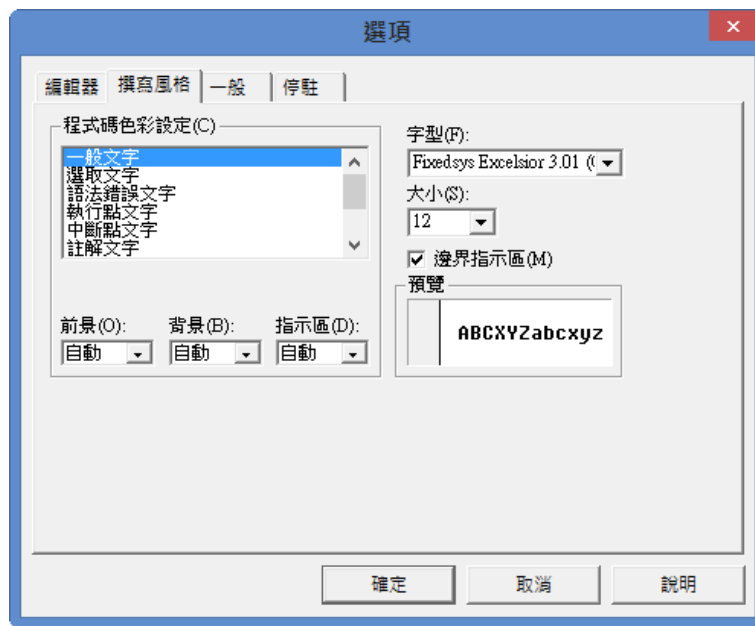 選項
編輯器 撰寫風格 一般 停駐
程式碼色彩設定(C)
一般文字
選取文字
語法錯誤文字
執行點文字
中斷點文字
註解文字
前景(O): 背景(B): 指示區(D):
自動 自動 自動
字型(F):
Fixedsys Excelsior 3.01 (
大小(S):
12
邊界指示區(M)
預覽
ABCXYZabcxyz
確定 取消 說明